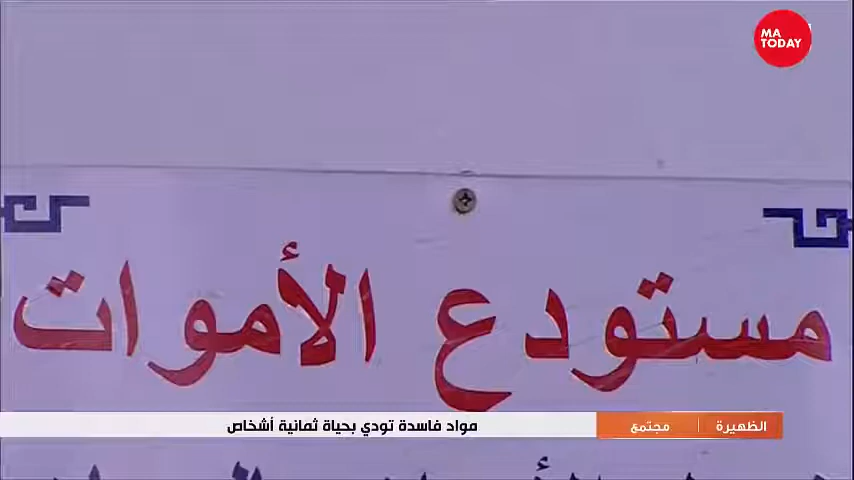 MA
TODAY
مستودع الأموات
الظهيرة
مجتمع
مواد فاسدة تودي بحياة ثمانية أشخاص